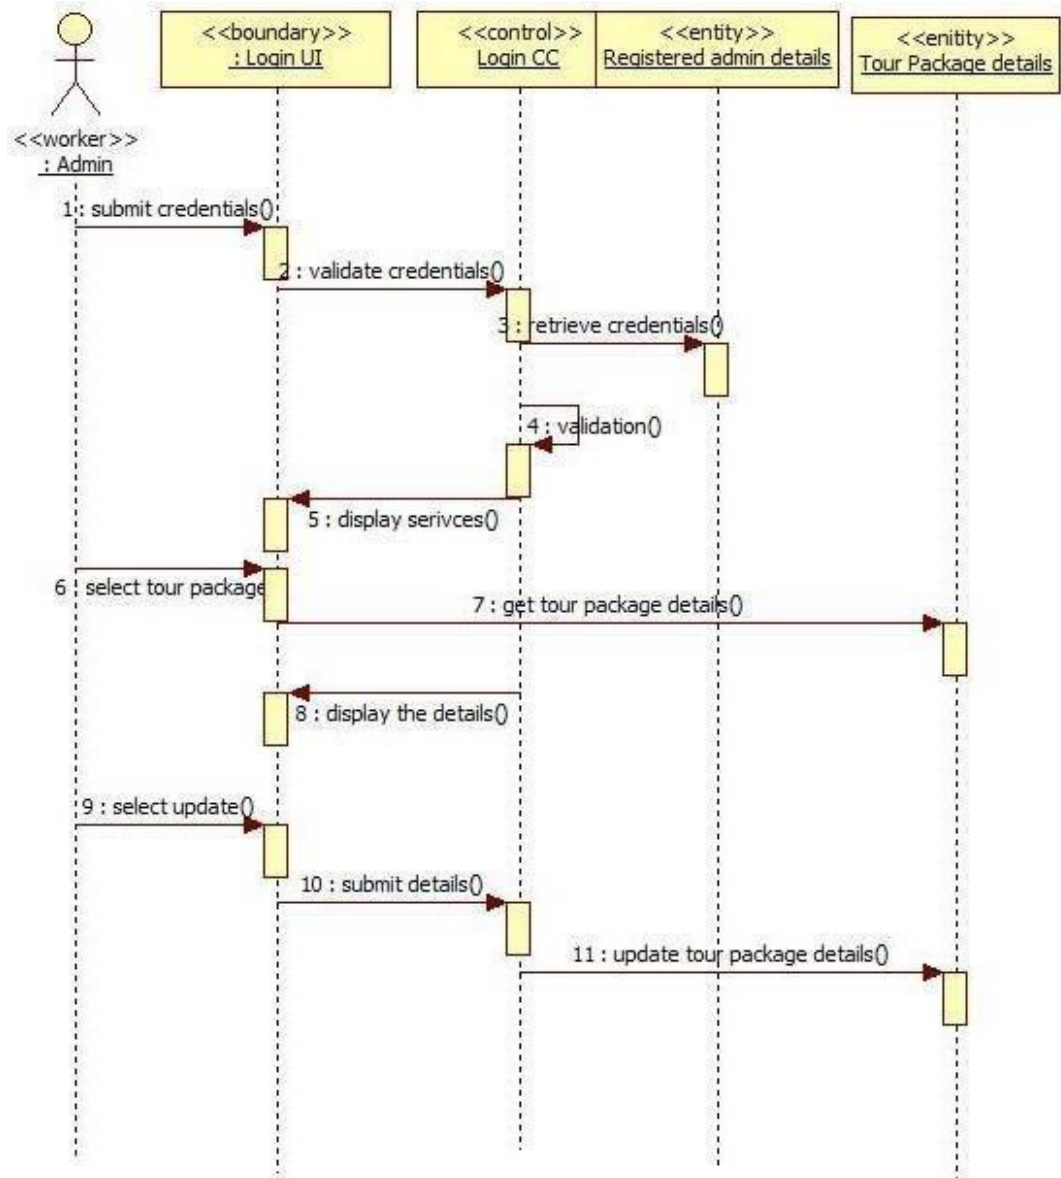 <<boundary>>
: Login UI
<<control>>
Login CC
<<entity>>
Registered admin details
<<enitity>>
Tour Package details
<<worker>>
: Admin
1 : submit credentials()
2 : validate credentials()
3 : retrieve credentials()
4 : validation()
5 : display serivces()
6 : select tour package
7 : get tour package details()
8 : display the details()
9 : select update()
10 : submit details()
11 : update tour package details()